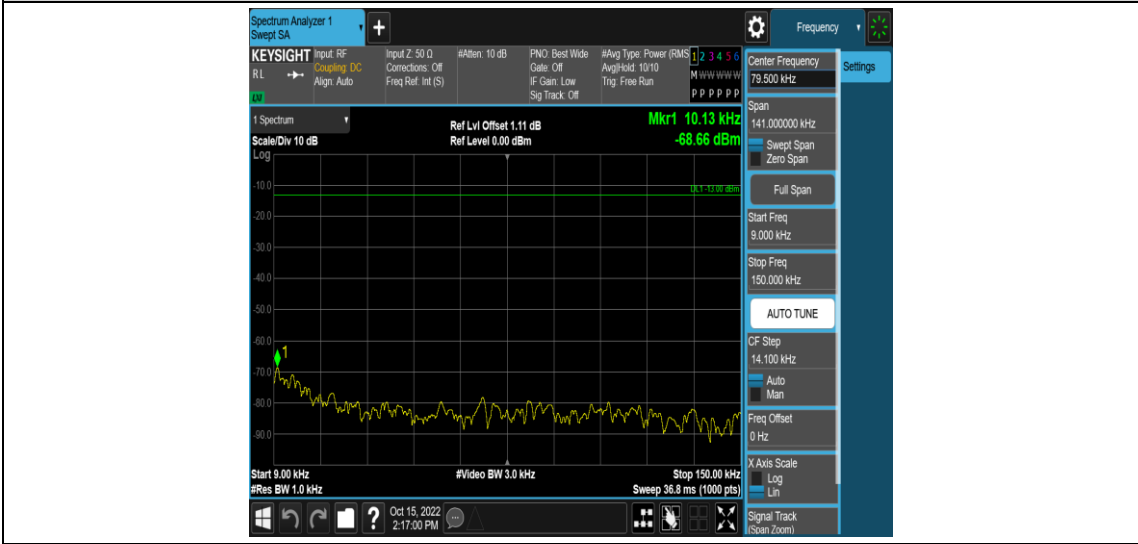 Spectrum Analyzer 1
Swept SA
+
Frequency
KEYSIGHT
RL
LNI
Input: RF
Coupling: DC
Align: Auto
Input Z: 50 Ω
Corrections: Off
Freq Ref: Int (S)
#Atten: 10 dB
PNO: Best Wide
Gate: Off
IF Gain: Low
Sig Track: Off
#Avg Type: Power (RMS
Avg|Hold: 10/10
Trig: Free Run
1 2 3 4 5 6
M W W W W W
P P P P P P
1 Spectrum
Scale/Div 10 dB
Log
Ref Lvl Offset 1.11 dB
Ref Level 0.00 dBm
Mkr1 10.13 kHz
-68.66 dBm
DL1 -13.00 dBm
-10.0
-20.0
-30.0
-40.0
-50.0
-60.0
-70.0
-80.0
-90.0
1
Start 9.00 kHz
#Res BW 1.0 kHz
#Video BW 3.0 kHz
Stop 150.00 kHz
Sweep 36.8 ms (1000 pts)
Center Frequency
79.500 kHz
Settings
Span
141.000000 kHz
Swept Span
Zero Span
Full Span
Start Freq
9.000 kHz
Stop Freq
150.000 kHz
AUTO TUNE
CF Step
14.100 kHz
Auto
Man
Freq Offset
0 Hz
X Axis Scale
Log
Lin
Signal Track
(Span Zoom)
?
Oct 15, 2022
2:17:00 PM